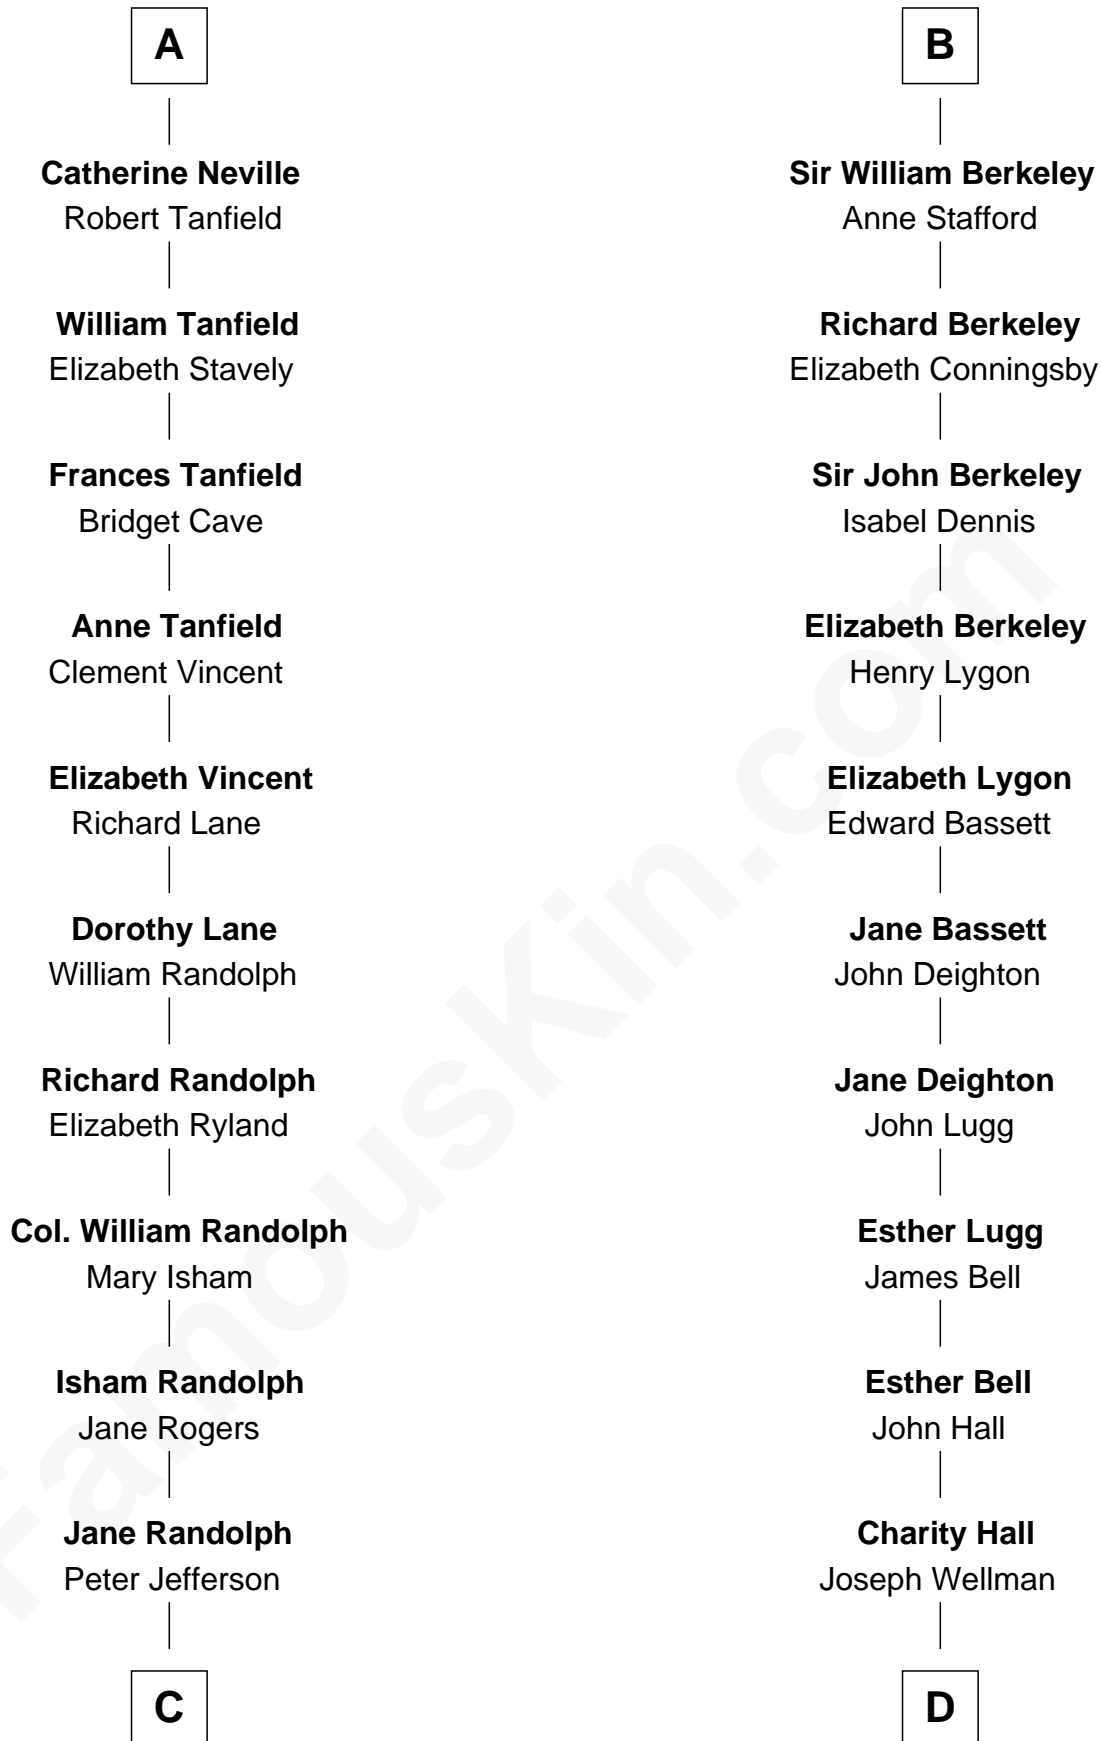 A
Catherine Neville
Robert Tanfield
William Tanfield
Elizabeth Stavely
Frances Tanfield
Bridget Cave
Anne Tanfield
Clement Vincent
Elizabeth Vincent
Richard Lane
Dorothy Lane
William Randolph
Richard Randolph
Elizabeth Ryland
Col. William Randolph
Mary Isham
Isham Randolph
Jane Rogers
Jane Randolph
Peter Jefferson
C
B
Sir William Berkeley
Anne Stafford
Richard Berkeley
Elizabeth Conningsby
Sir John Berkeley
Isabel Dennis
Elizabeth Berkeley
Henry Lygon
Elizabeth Lygon
Edward Bassett
Jane Bassett
John Deighton
Jane Deighton
John Lugg
Esther Lugg
James Bell
Esther Bell
John Hall
Charity Hall
Joseph Wellman
D
FamousKin.com